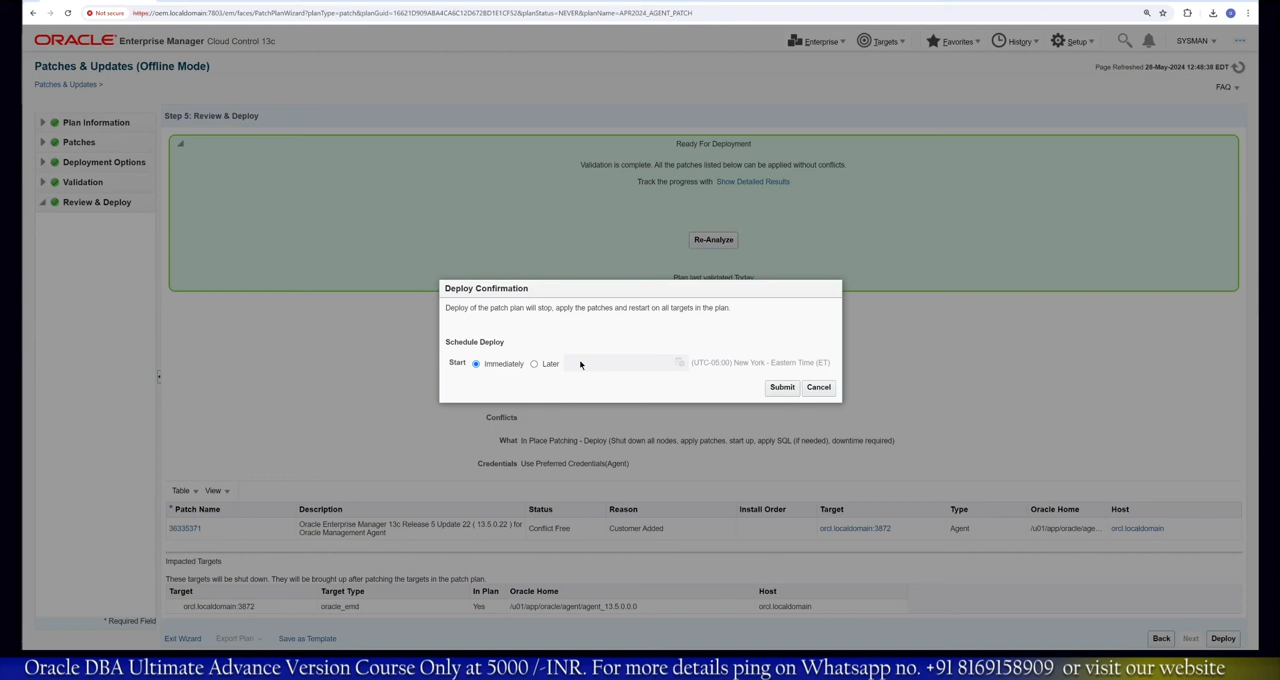 Not secure https://oem.localdomain:7803/em/faces/PatchPlanWizard?planType=patch&planGuid=16621D909ABA4CA6C12D672BD1E1CF52&planStatus=NEVER&planName=APR2024_AGENT_PATCH
ORACLE Enterprise Manager Cloud Control 13c
Enterprise Targets Favorites History Setup SYSMAN
Patches & Updates (Offline Mode)
Page Refreshed 28-May-2024 12:48:38 EDT
Patches & Updates >
FAQ
Plan Information
Patches
Deployment Options
Validation
Review & Deploy
Step 5: Review & Deploy
Ready For Deployment
Validation is complete. All the patches listed below can be applied without conflicts.
Track the progress with Show Detailed Results
Re-Analyze
Plan last validated Today
Deploy Confirmation
Deploy of the patch plan will stop, apply the patches and restart on all targets in the plan.
Schedule Deploy
Start Immediately Later (UTC-05:00) New York - Eastern Time (ET)
Submit Cancel
Conflicts
What In Place Patching - Deploy (Shut down all nodes, apply patches, start up, apply SQL (if needed), downtime required)
Credentials Use Preferred Credentials(Agent)
Table View
* Patch Name Description Status Reason Install Order Target Type Oracle Home Host
36335371 Oracle Enterprise Manager 13c Release 5 Update 22 ( 13.5.0.22 ) for Oracle Management Agent Conflict Free Customer Added orcl.localdomain:3872 Agent /u01/app/oracle/age... orcl.localdomain
Impacted Targets
These targets will be shut down. They will be brought up after patching the targets in the patch plan.
Target Target Type In Plan Oracle Home Host
orcl.localdomain:3872 oracle_emd Yes /u01/app/oracle/agent/agent_13.5.0.0.0 orcl.localdomain
* Required Field
Exit Wizard Export Plan Save as Template Back Next Deploy
Oracle DBA Ultimate Advance Version Course Only at 5000 /-INR. For more details ping on Whatsapp no. +91 8169158909 or visit our website